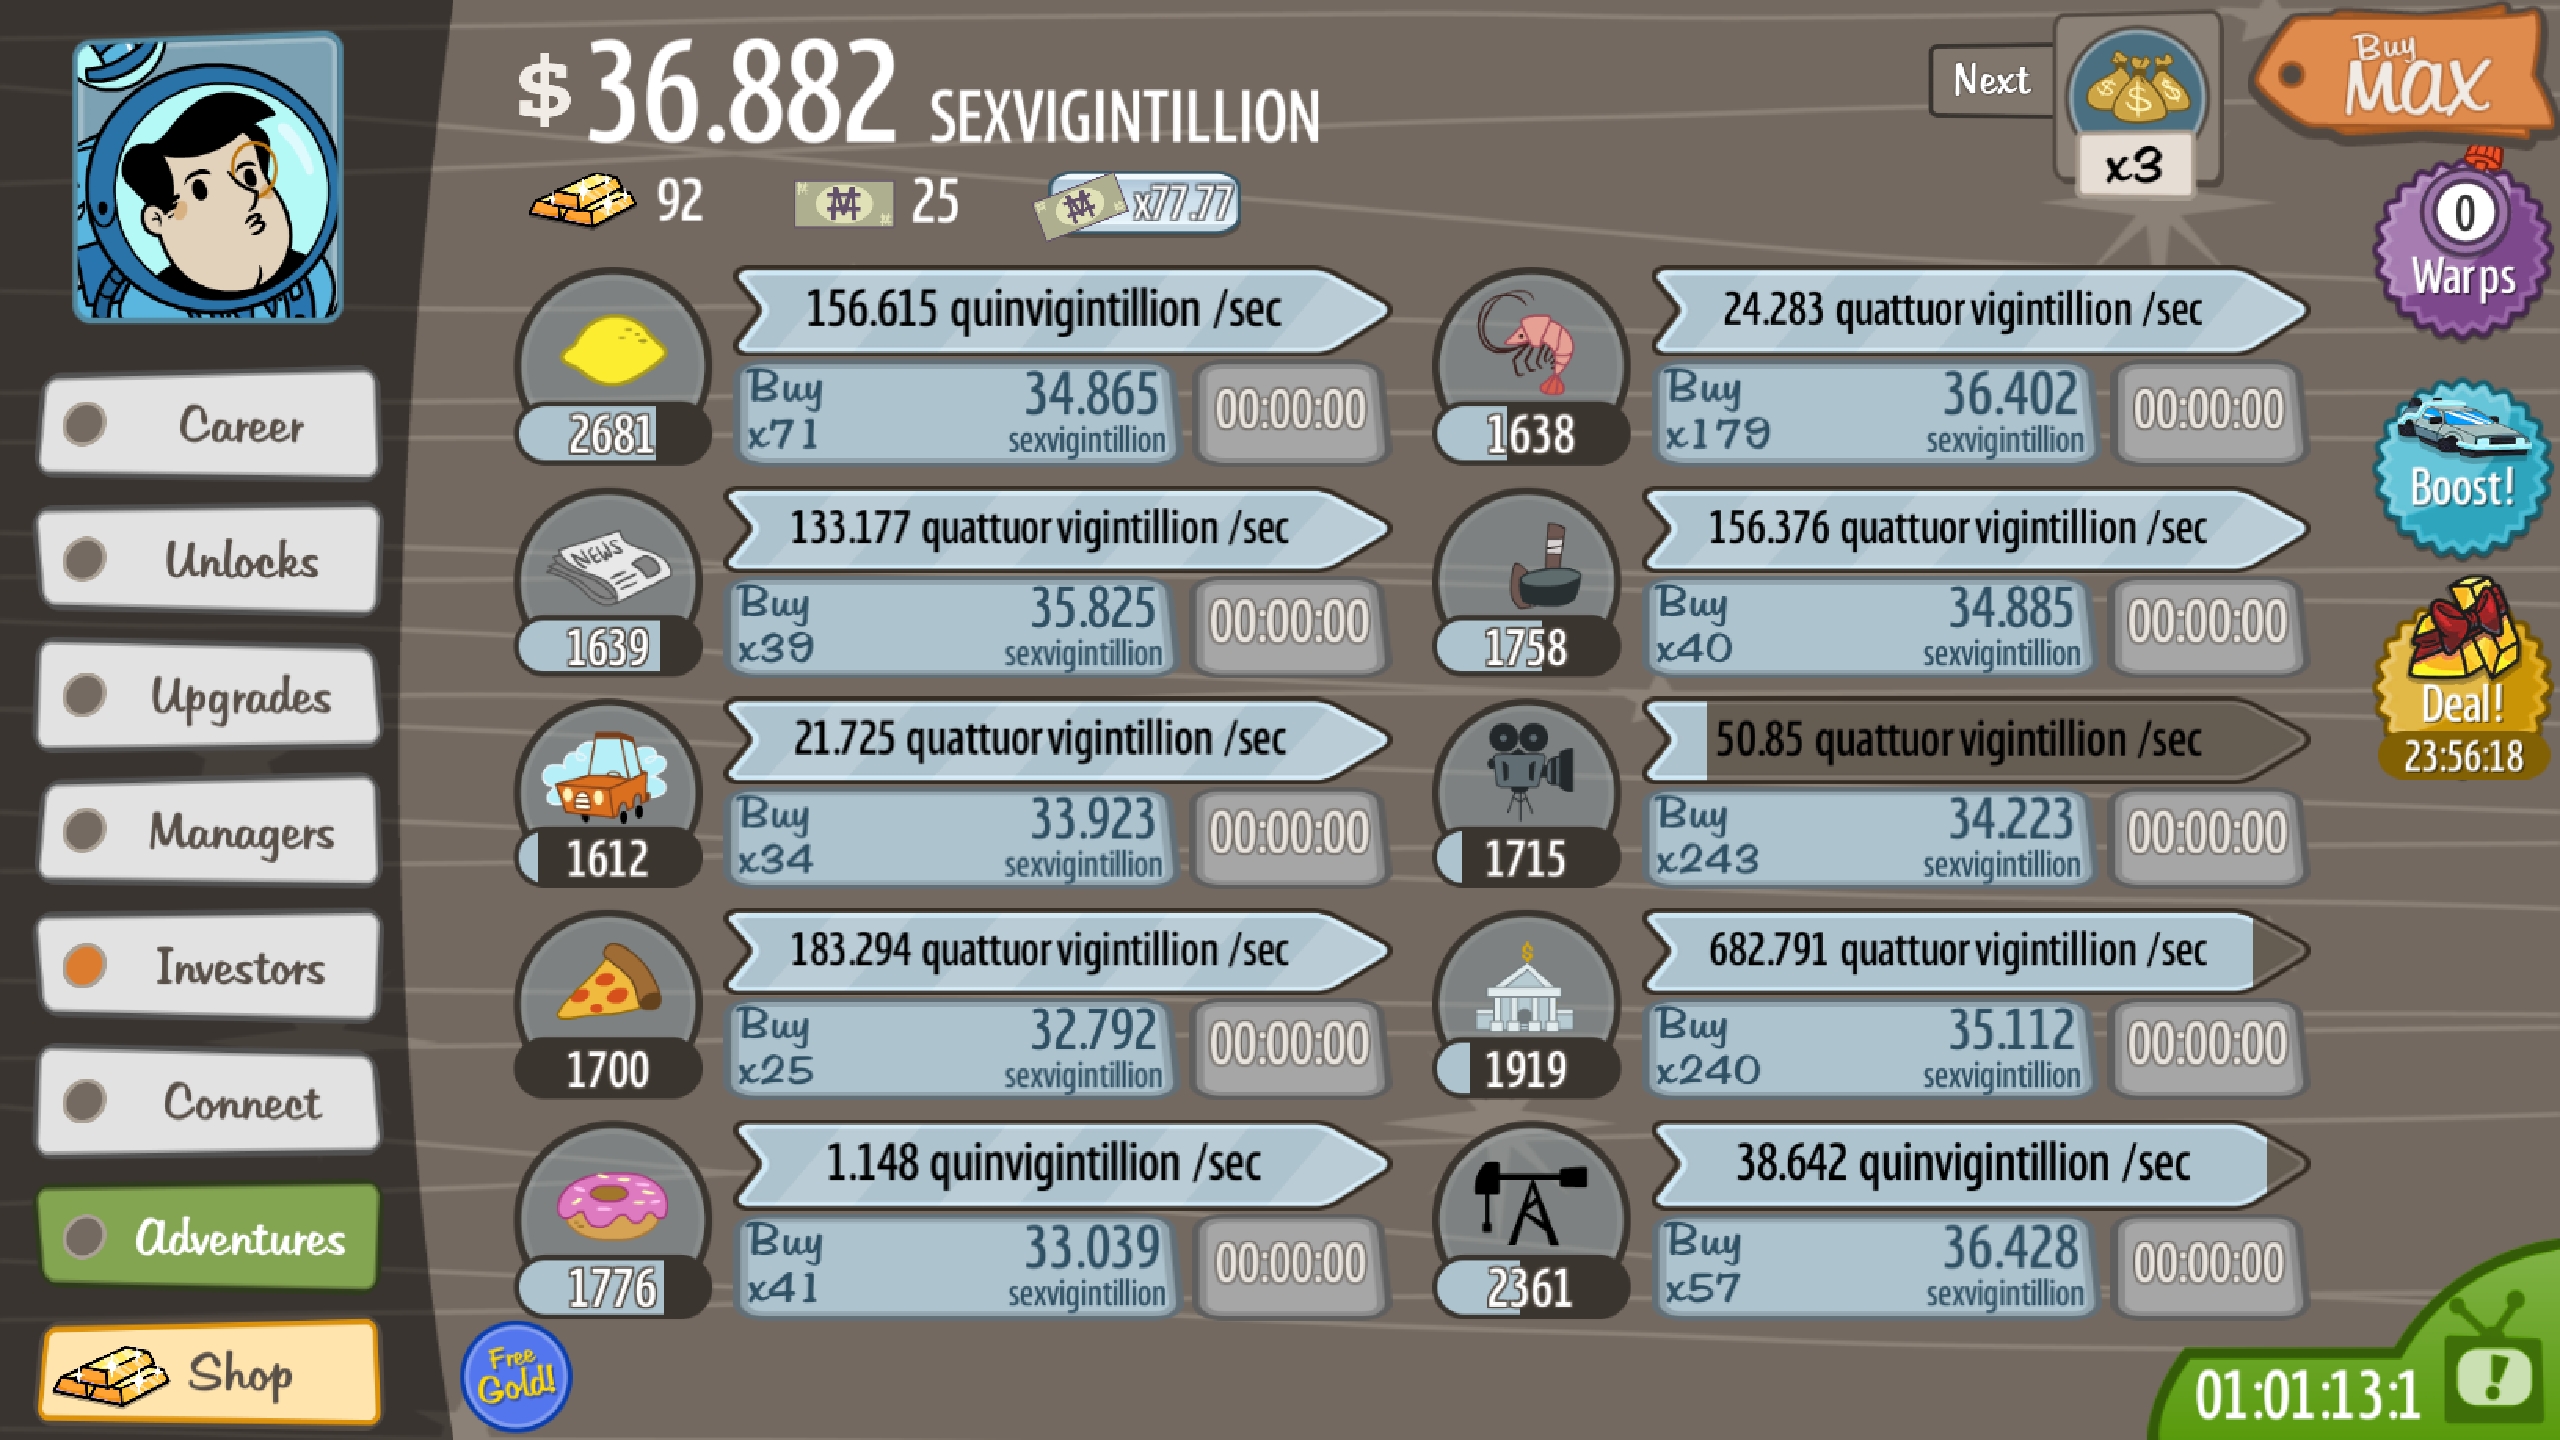 $ 36.882 SEXVIGINTILLION
92
25
x77.77
Next
x3
Buy
MAX
0
Warps
Boost!
Deal!
23:56:18
Career
Unlocks
Upgrades
Managers
Investors
Connect
Adventures
Shop
156.615 quinvigintillion /sec
2681
Buy
x71
34.865
sexvigintillion
00:00:00
NEWS
133.177 quattuorvigintillion /sec
1639
Buy
x39
35.825
sexvigintillion
00:00:00
21.725 quattuorvigintillion /sec
1612
Buy
x34
33.923
sexvigintillion
00:00:00
183.294 quattuorvigintillion /sec
1700
Buy
x25
32.792
sexvigintillion
00:00:00
1.148 quinvigintillion /sec
1776
Buy
x41
33.039
sexvigintillion
00:00:00
24.283 quattuorvigintillion /sec
1638
Buy
x179
36.402
sexvigintillion
00:00:00
156.376 quattuorvigintillion /sec
1758
Buy
x40
34.885
sexvigintillion
00:00:00
50.85 quattuorvigintillion /sec
1715
Buy
x243
34.223
sexvigintillion
00:00:00
682.791 quattuorvigintillion /sec
1919
Buy
x240
35.112
sexvigintillion
00:00:00
38.642 quinvigintillion /sec
2361
Buy
x57
36.428
sexvigintillion
00:00:00
Free
Gold!
01:01:13:1